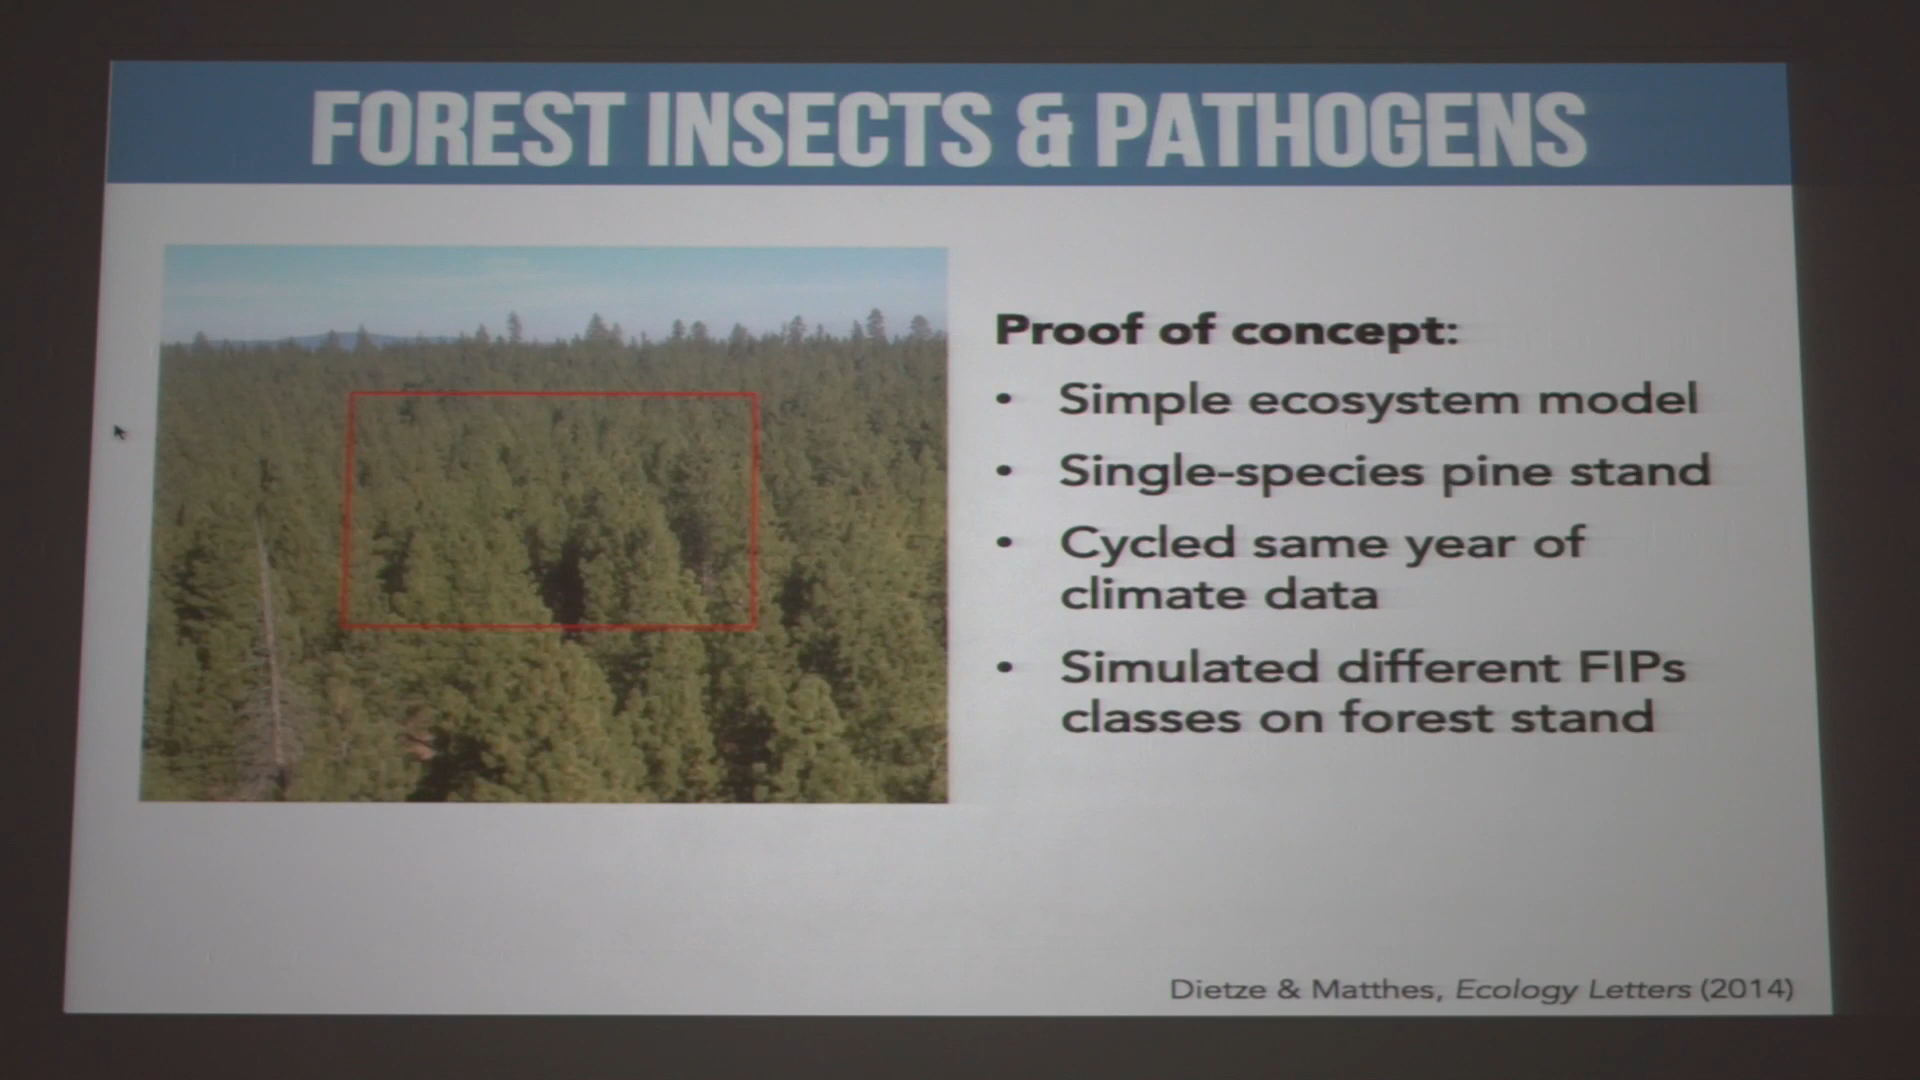 FOREST INSECTS & PATHOGENS
Proof of concept:
• Simple ecosystem model
• Single-species pine stand
• Cycled same year of
climate data
• Simulated different FIPs
classes on forest stand
Dietze & Matthes, Ecology Letters (2014)